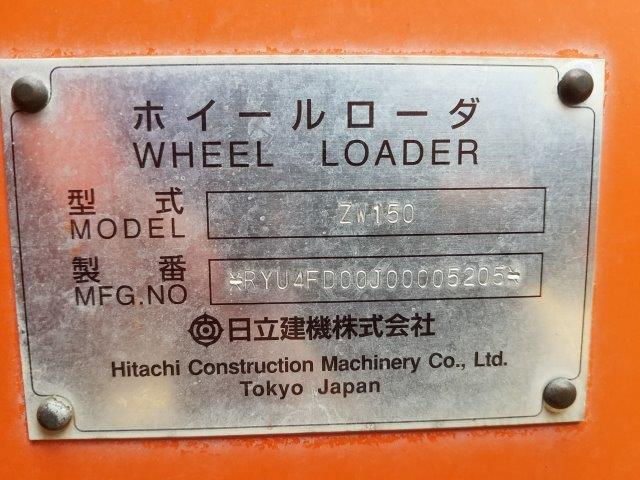 ホイールローダ
WHEEL LOADER
型式
MODEL ZW150
製番
MFG.NO *RYU4FD00J00005205*
日立建機株式会社
Hitachi Construction Machinery Co., Ltd.
Tokyo Japan